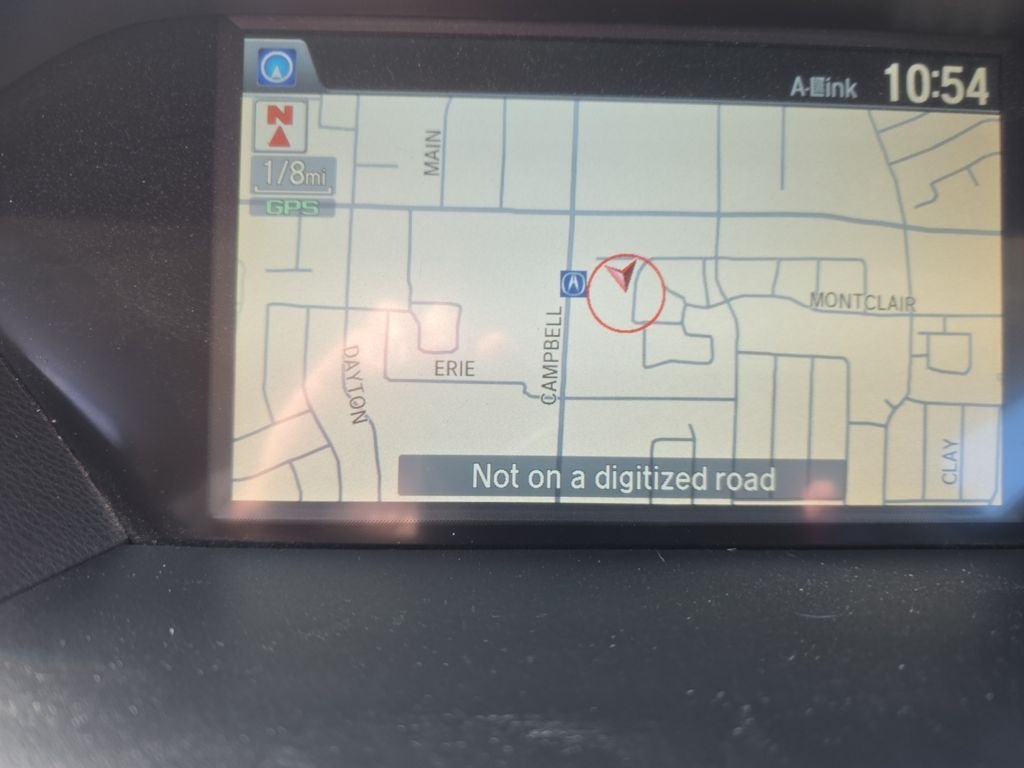 A-Link
10:54
N
1/8mi
GPS
MAIN
MONTCLAIR
CAMPBELL
DAYTON
ERIE
CLAY
Not on a digitized road